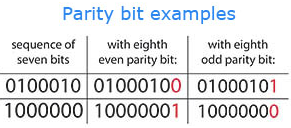 Parity bit examples
sequence of seven bits
with eighth even parity bit:
with eighth odd parity bit:
0100010 01000100 01000101
1000000 10000001 10000000